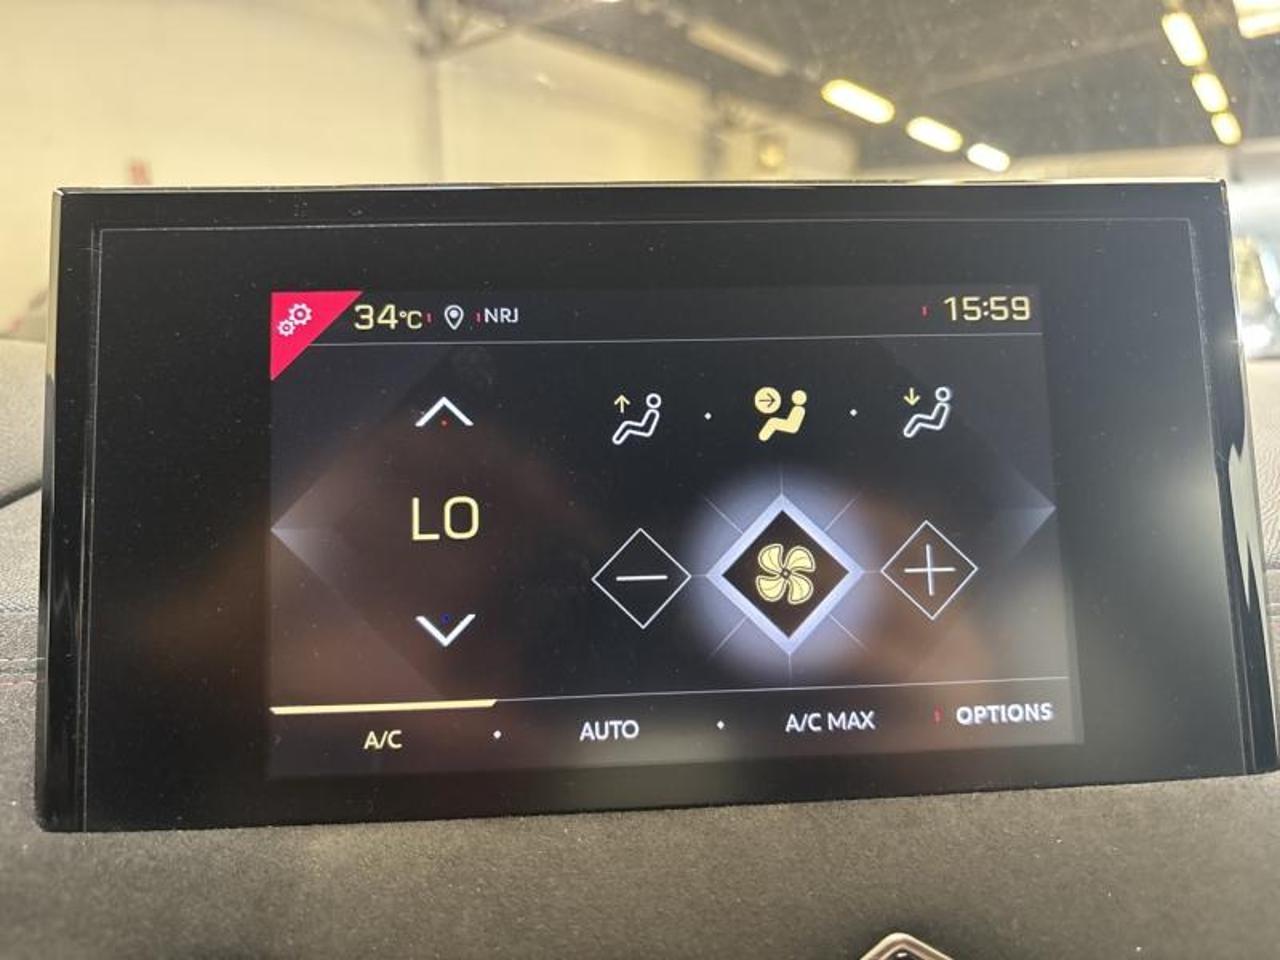 34°C NRJ 15:59
LO
A/C AUTO A/C MAX OPTIONS